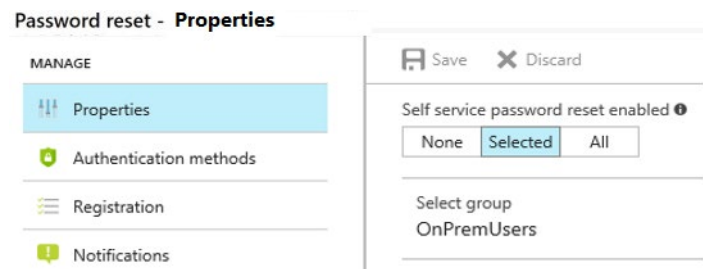 Password reset - Properties
MANAGE
Properties
Authentication methods
Registration
Notifications
Save Discard
Self service password reset enabled
None Selected All
Select group
OnPremUsers